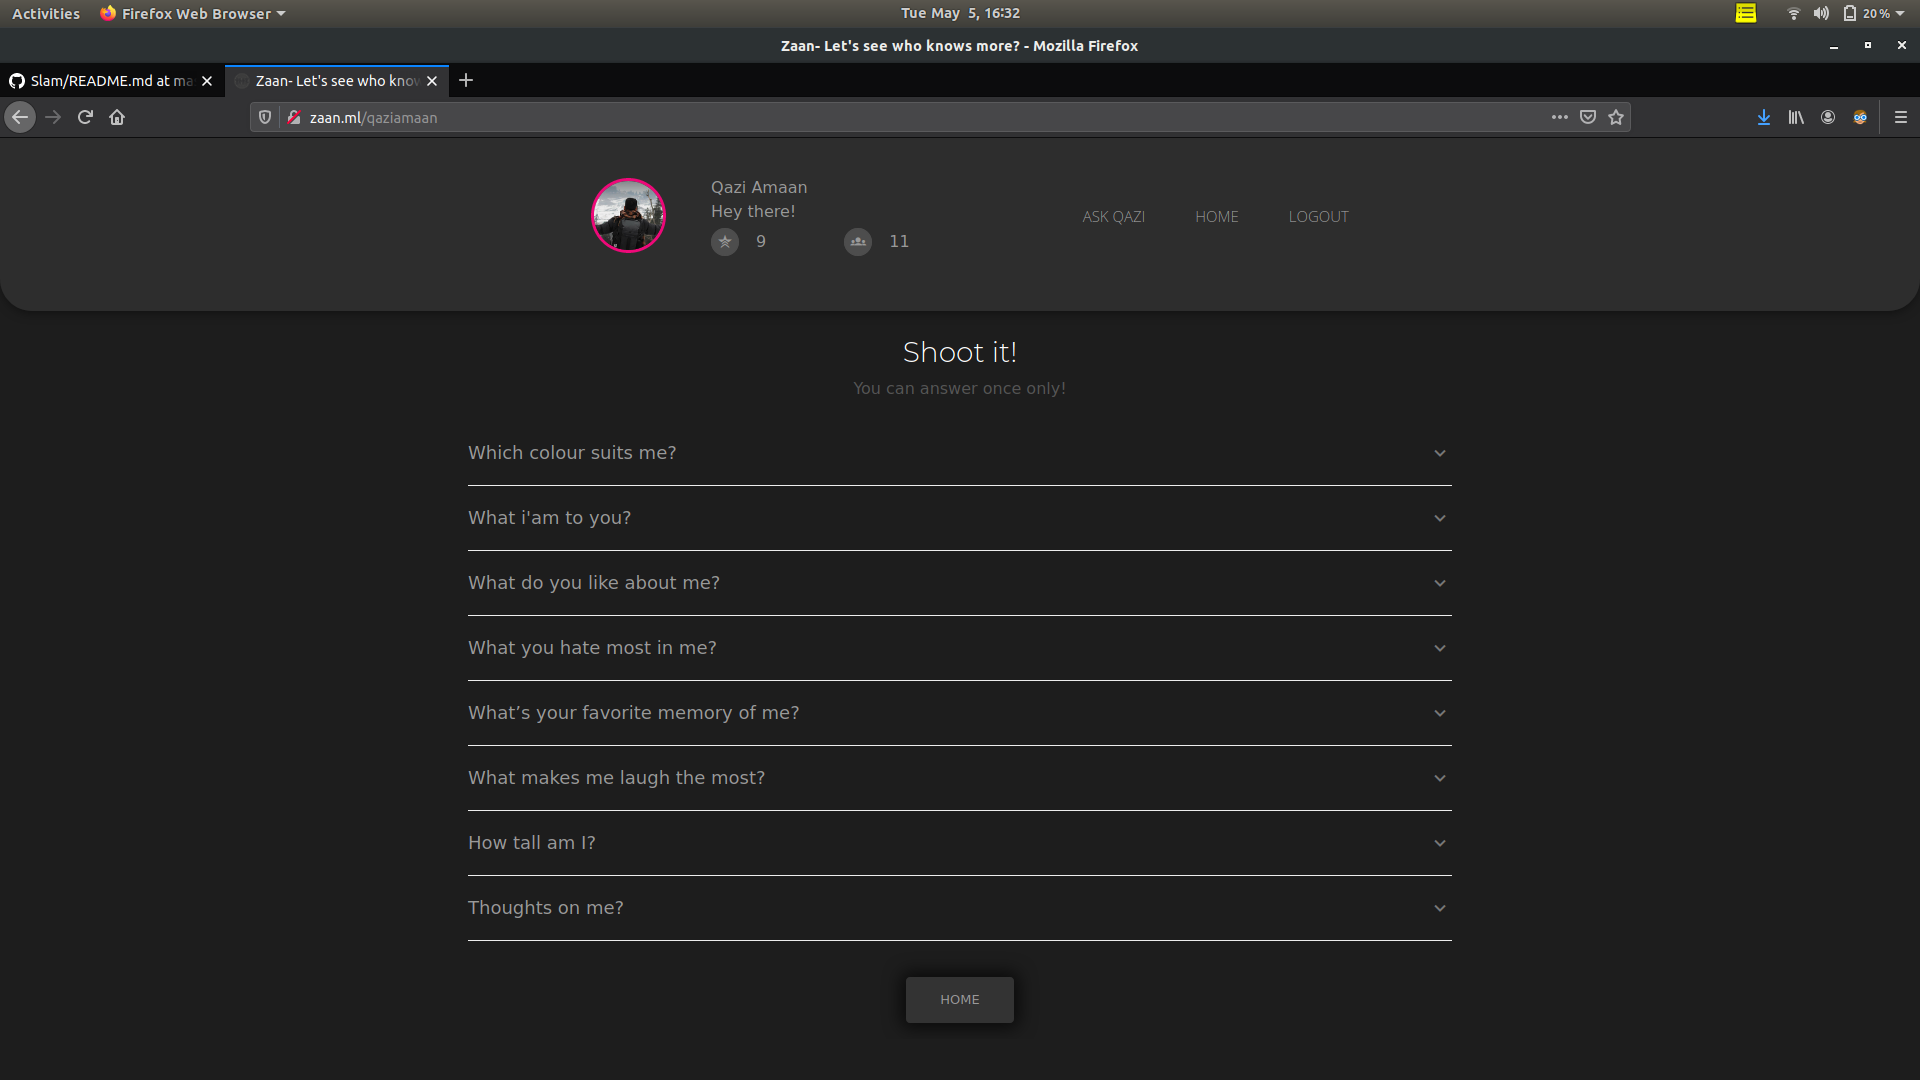 Activities
Firefox Web Browser
Tue May 5, 16:32
20 %
Zaan- Let's see who knows more? - Mozilla Firefox
Slam/README.md at ma
Zaan- Let's see who know
zaan.ml/qaziamaan
Qazi Amaan
Hey there!
9
11
ASK QAZI
HOME
LOGOUT
Shoot it!
You can answer once only!
Which colour suits me?
What i'am to you?
What do you like about me?
What you hate most in me?
What’s your favorite memory of me?
What makes me laugh the most?
How tall am I?
Thoughts on me?
HOME